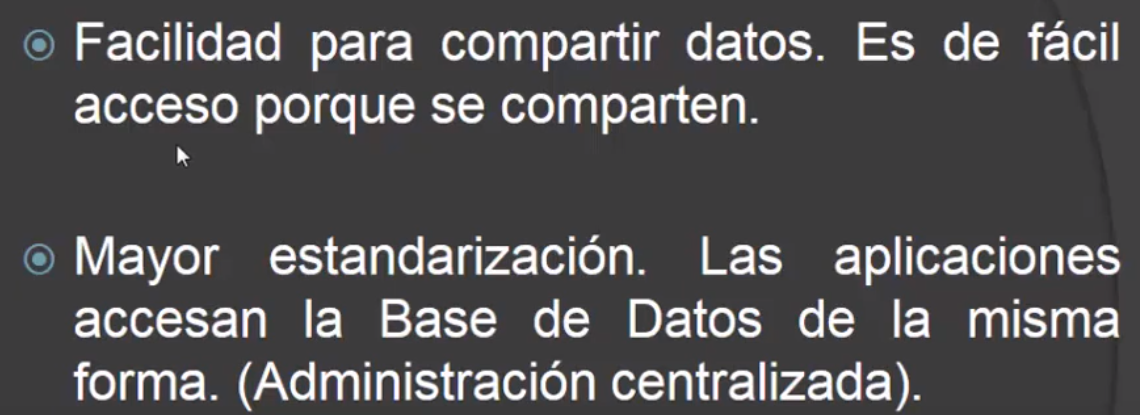 Facilidad para compartir datos. Es de fácil
acceso porque se comparten.
Mayor estandarización. Las aplicaciones
accesan la Base de Datos de la misma
forma. (Administración centralizada).